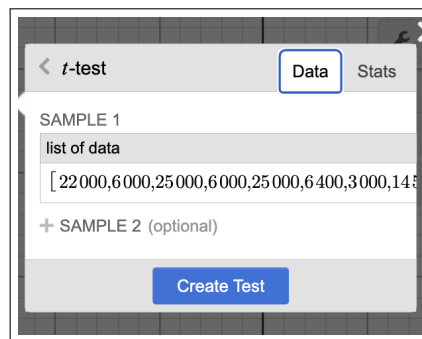 t-test
Data
Stats
SAMPLE 1
list of data
[22000,6000,25000,6000,25000,6400,3000,145
+ SAMPLE 2 (optional)
Create Test